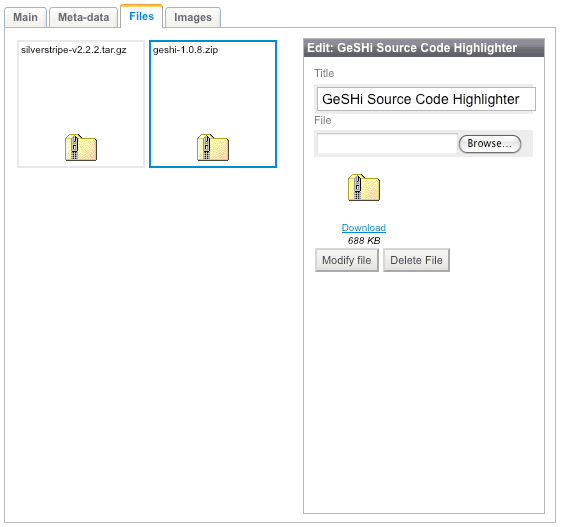 Main
Meta-data
Files
Images
silverstripe-v2.2.2.tar.gz
geshi-1.0.8.zip
Edit: GeSHi Source Code Highlighter
Title
GeSHi Source Code Highlighter
File
Browse...
Download
688 KB
Modify file
Delete File